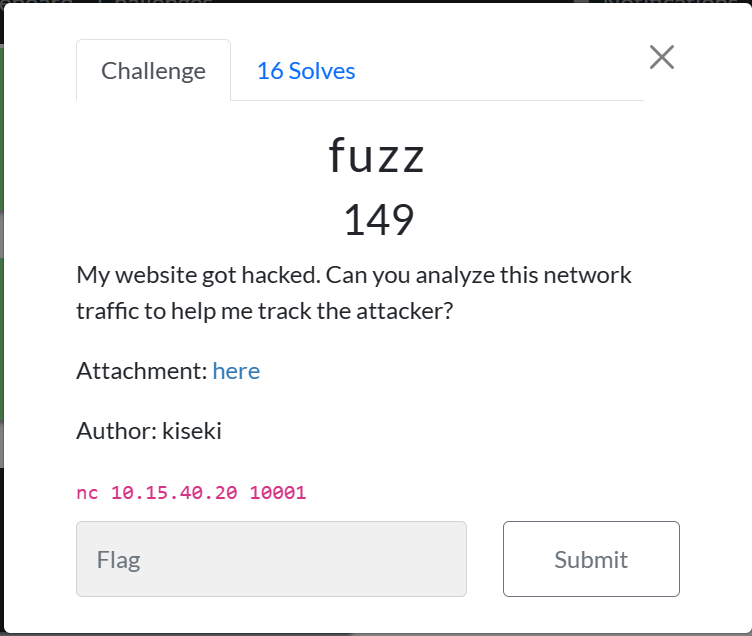 Challenge
16 Solves
fuzz
149
My website got hacked. Can you analyze this network
traffic to help me track the attacker?
Attachment: here
Author: kiseki
nc 10.15.40.20 10001
Flag
Submit